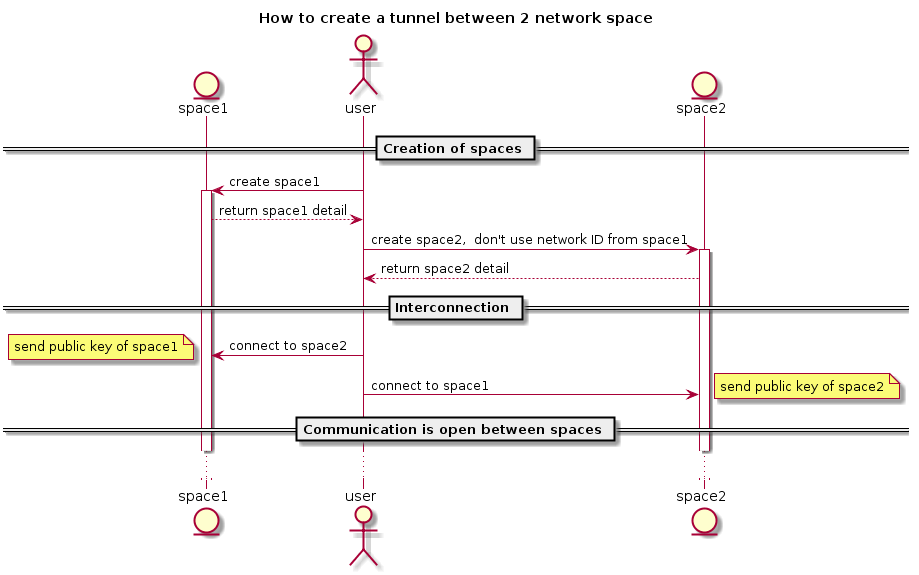 How to create a tunnel between 2 network space
space1
user
space2
Creation of spaces
create space1
return space1 detail
create space2,  don't use network ID from space1
return space2 detail
Interconnection
send public key of space1
connect to space2
connect to space1
send public key of space2
Communication is open between spaces
space1
user
space2